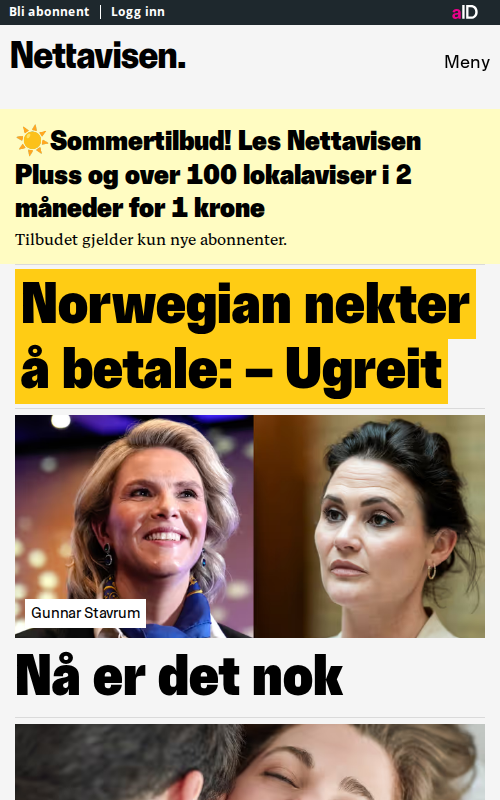 Bli abonnent
Logg inn
aID
Nettavisen.
Meny
☀️Sommertilbud! Les Nettavisen
Pluss og over 100 lokalaviser i 2
måneder for 1 krone
Tilbudet gjelder kun nye abonnenter.
Norwegian nekter
å betale: – Ugreit
Gunnar Stavrum
Nå er det nok